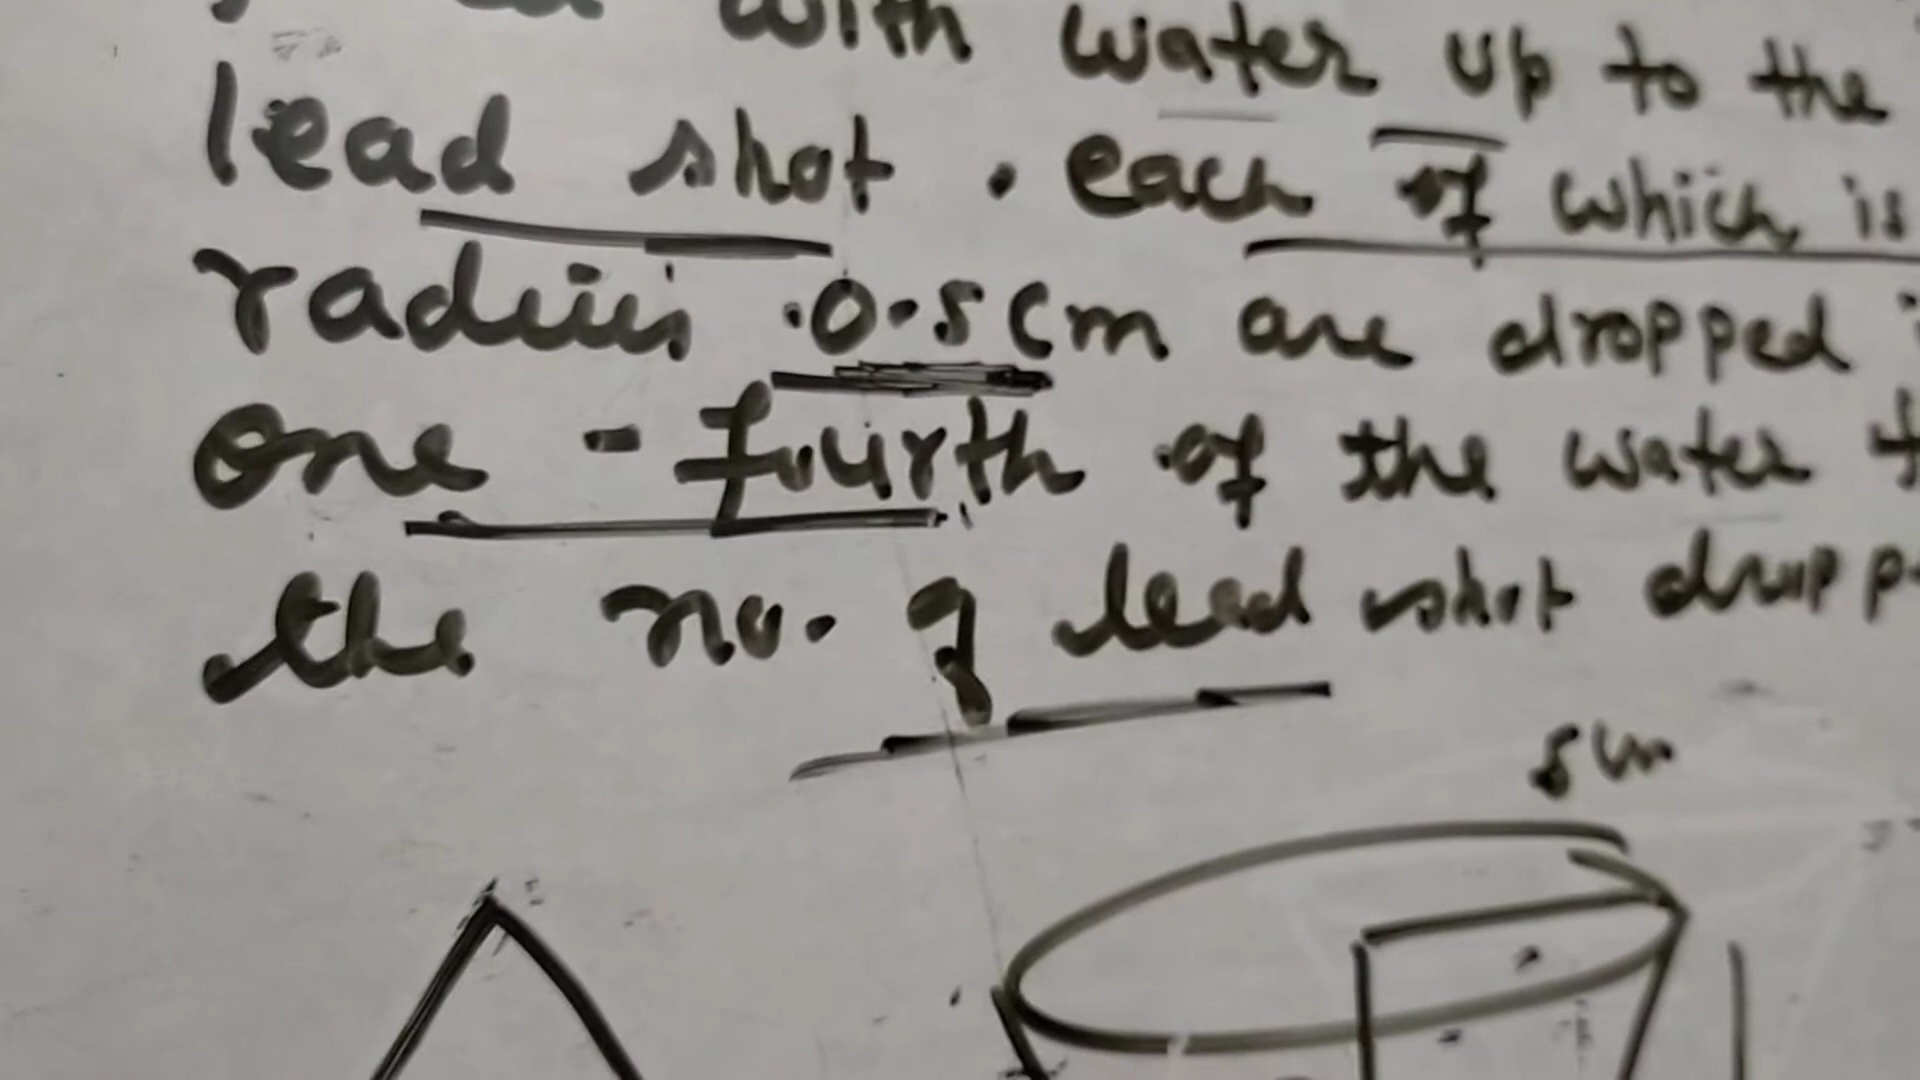 with water up to the
lead shot . each of which is
radius .0.5cm are dropped
one - fourth of the water
the no. of lead shot dropp
5cm